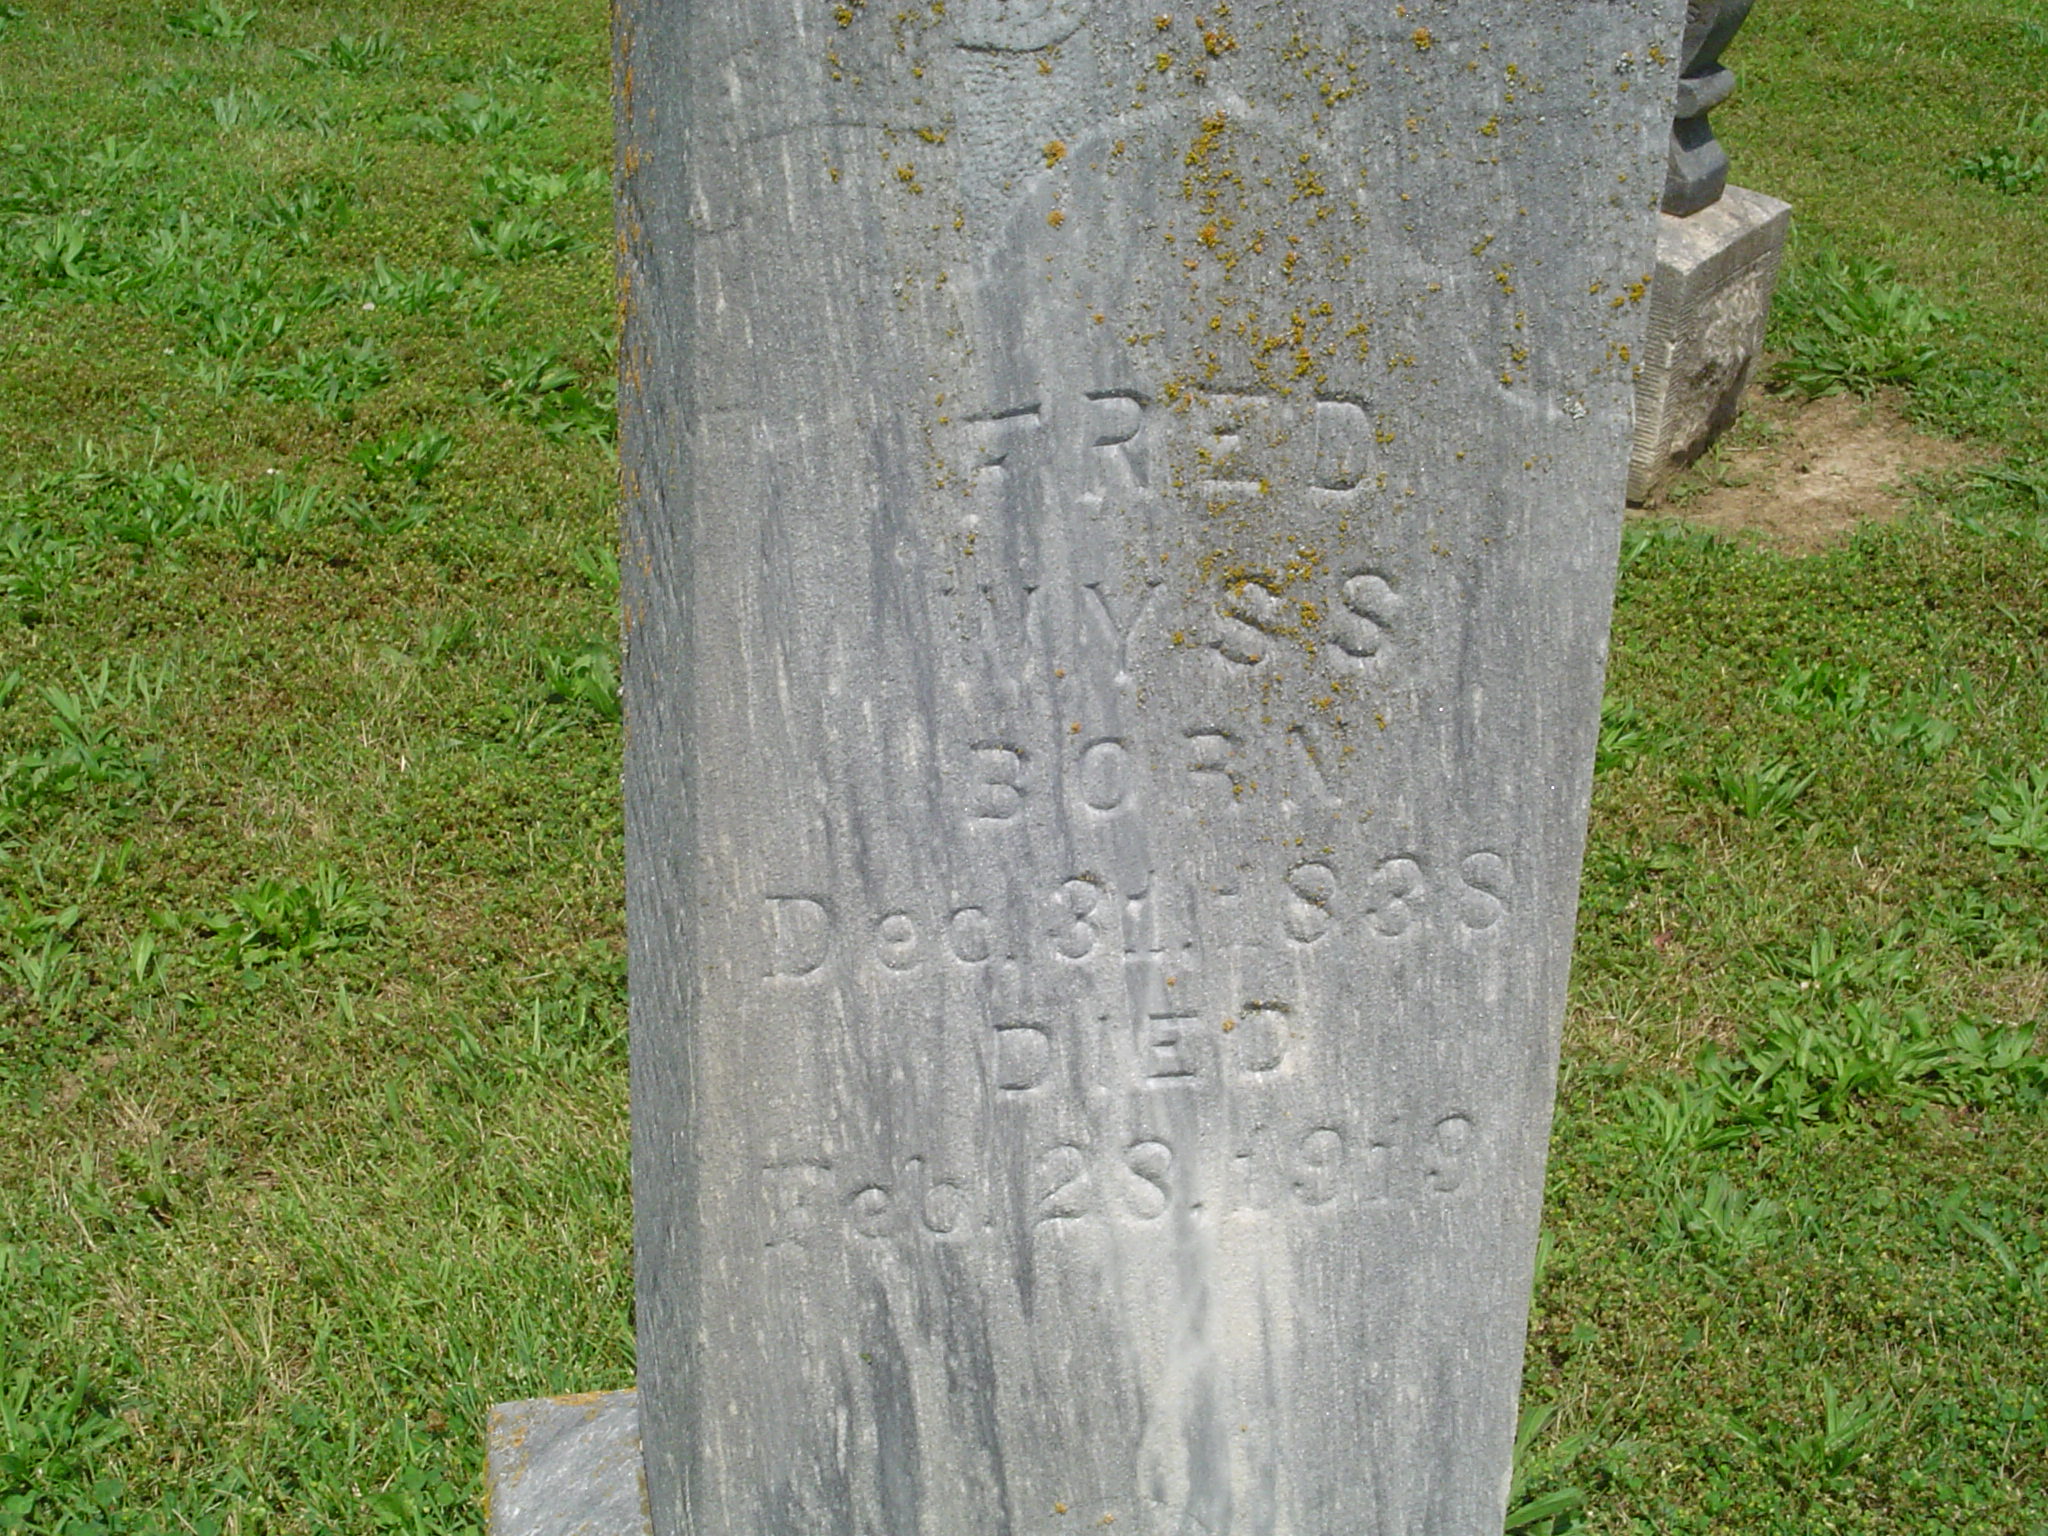 FRED
WYSS
BORN
Dec. 31. 1838
DIED
Feb. 28. 1919